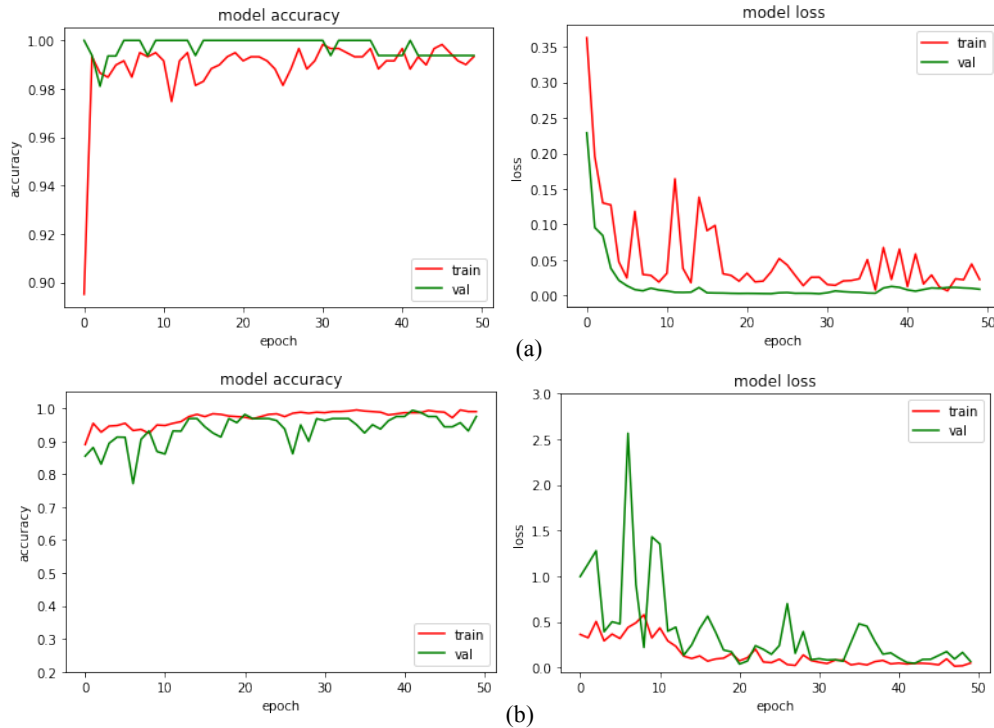 model accuracy
1.00
0.98
0.96
0.94
0.92
0.90
accuracy
train
val
0 10 20 30 40 50
epoch
model loss
0.35
0.30
0.25
0.20
0.15
0.10
0.05
0.00
loss
train
val
0 10 20 30 40 50
epoch
(a)
model accuracy
1.0
0.9
0.8
0.7
0.6
0.5
0.4
0.3
0.2
accuracy
train
val
0 10 20 30 40 50
epoch
model loss
3.0
2.5
2.0
1.5
1.0
0.5
0.0
loss
train
val
0 10 20 30 40 50
epoch
(b)